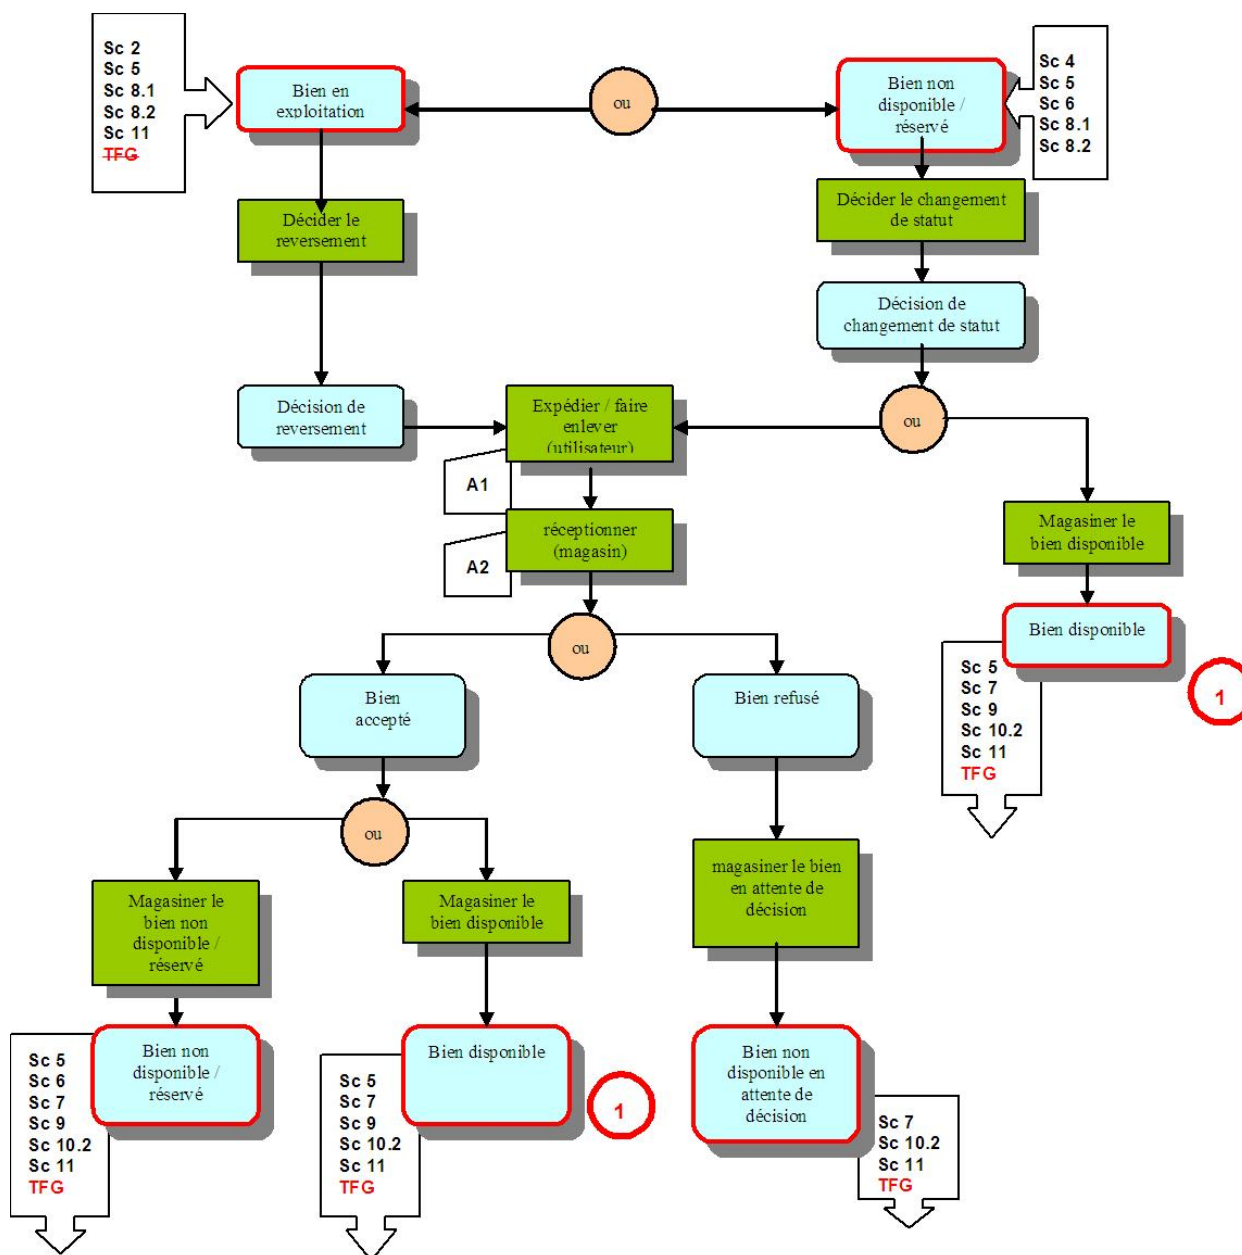 Sc 2
Sc 5
Sc 8.1
Sc 8.2
Sc 11
TFG
Bien en
exploitation
ou
Bien non
disponible /
réservé
Sc 4
Sc 5
Sc 6
Sc 8.1
Sc 8.2
Décider le
reversement
Décider le changement
de statut
Décision de
changement de statut
Décision de
reversement
Expédier / faire
enlever
(utilisateur)
ou
A1
réceptionner
(magasin)
A2
Magasiner le
bien disponible
Bien disponible
Sc 5
Sc 7
Sc 9
Sc 10.2
Sc 11
TFG
1
ou
Bien
accepté
Bien refusé
ou
Magasiner le
bien non
disponible /
réservé
Magasiner le
bien disponible
magasiner le bien
en attente de
décision
Sc 5
Sc 6
Sc 7
Sc 9
Sc 10.2
Sc 11
TFG
Bien non
disponible /
réservé
Sc 5
Sc 7
Sc 9
Sc 10.2
Sc 11
TFG
Bien disponible
1
Bien non
disponible en
attente de
décision
Sc 7
Sc 10.2
Sc 11
TFG